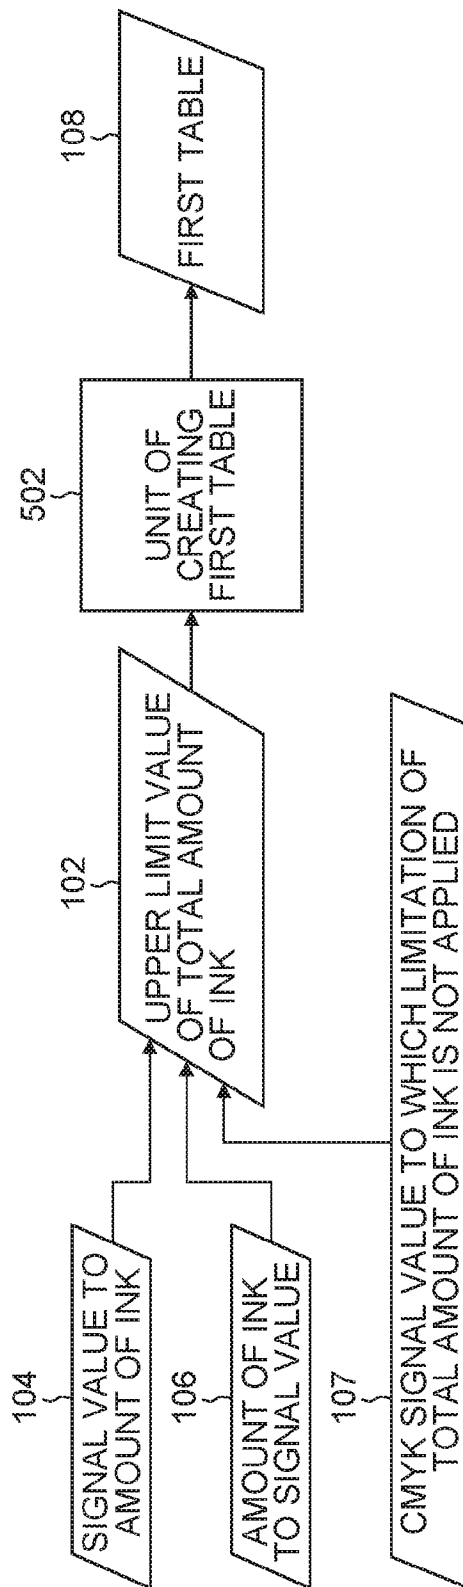 104
SIGNAL VALUE TO
AMOUNT OF INK
106
AMOUNT OF INK
TO SIGNAL VALUE
107
CMYK SIGNAL VALUE TO WHICH LIMITATION OF
TOTAL AMOUNT OF INK IS NOT APPLIED
102
UPPER LIMIT VALUE
OF TOTAL AMOUNT
OF INK
502
UNIT OF
CREATING
FIRST TABLE
108
FIRST TABLE